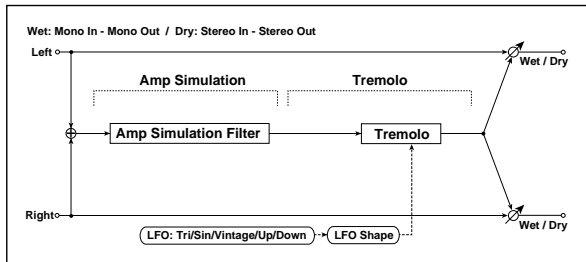 Wet: Mono In - Mono Out / Dry: Stereo In - Stereo Out
Left
Wet / Dry
Amp Simulation Tremolo
Amp Simulation Filter Tremolo
Right
Wet / Dry
LFO: Tri/Sin/Vintage/Up/Down LFO Shape